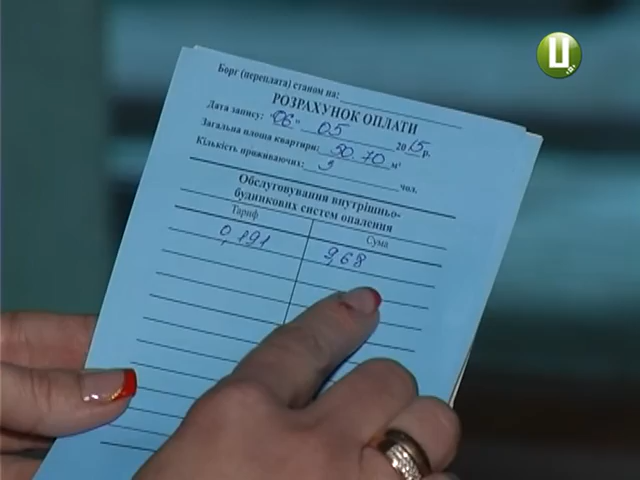 Борг (переплата) станом на:
РОЗРАХУНОК ОПЛАТИ
Дата запису: 06" 05 2015р.
Загальна площа квартири: 50.70 м²
Кількість проживаючих: 3 чол.
Обслуговування внутрішньо-
будинкових систем опалення
Тариф Сума
0,191 9,68
Ц